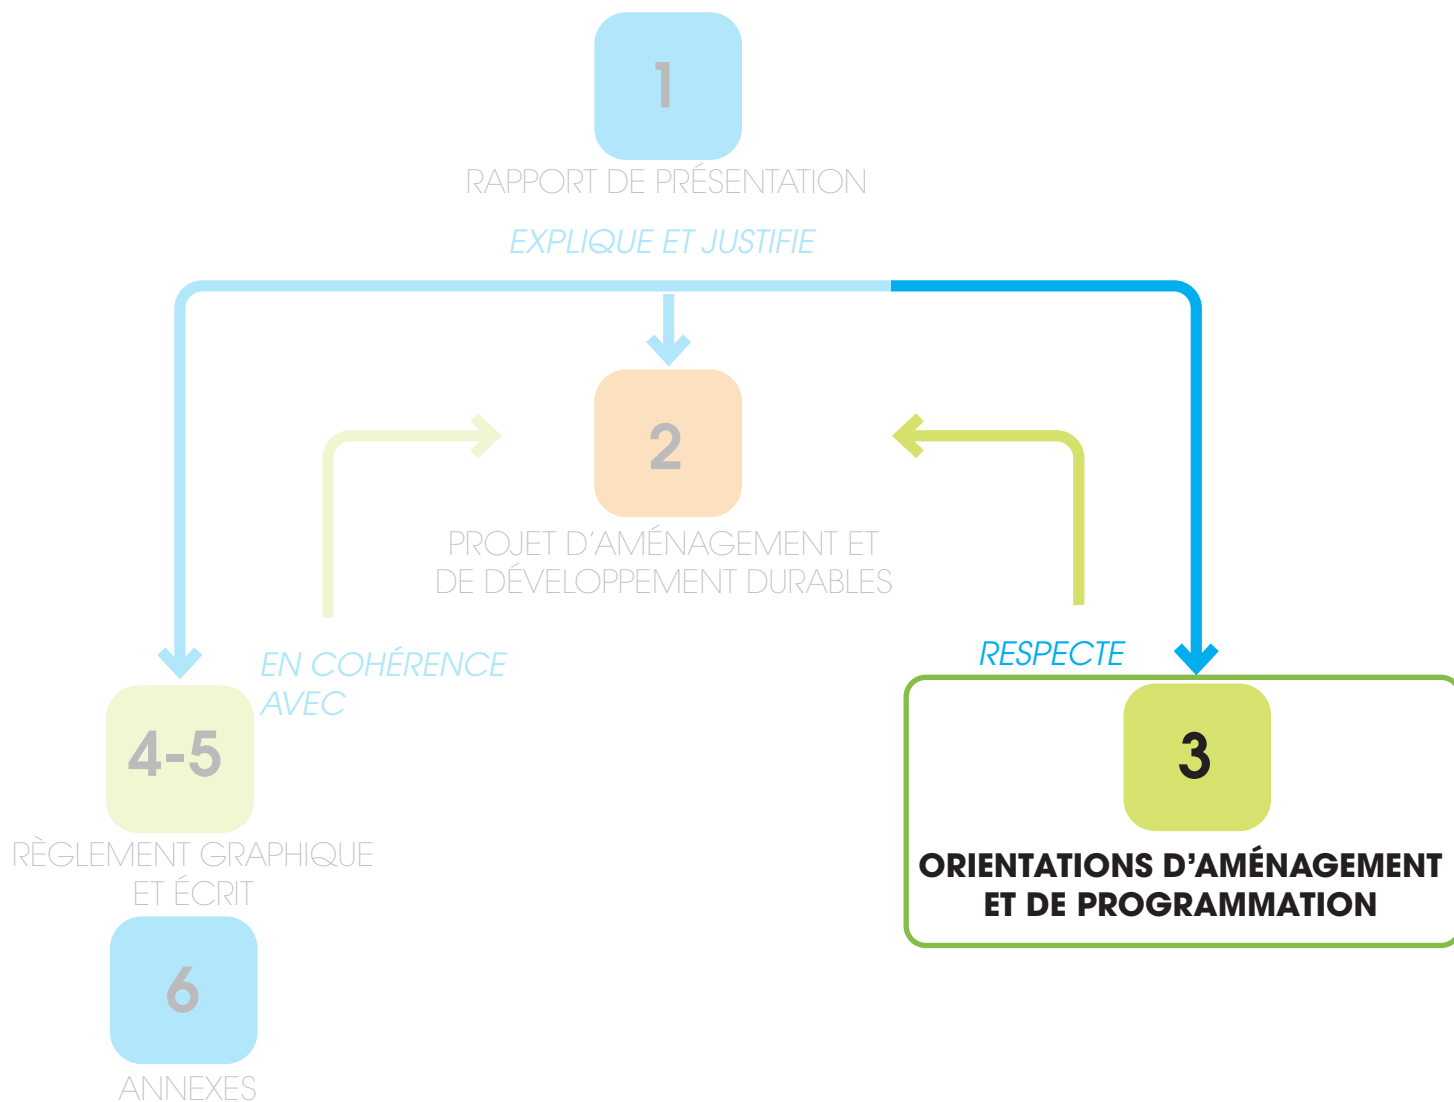 1
RAPPORT DE PRÉSENTATION
EXPLIQUE ET JUSTIFIE
2
PROJET D’AMÉNAGEMENT ET
DE DÉVELOPPEMENT DURABLES
EN COHÉRENCE
AVEC
RESPECTE
4-5
RÈGLEMENT GRAPHIQUE
ET ÉCRIT
3
ORIENTATIONS D’AMÉNAGEMENT
ET DE PROGRAMMATION
6
ANNEXES